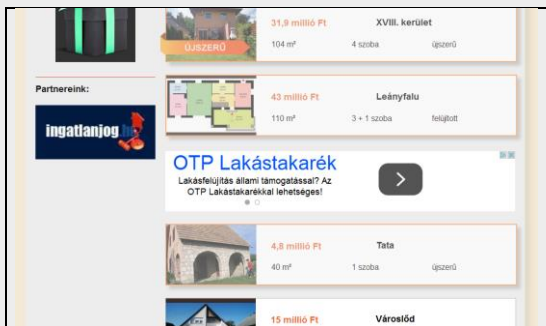 31,9 millió Ft XVIII. kerület
ÚJSZERŰ
104 m² 4 szoba újszerű
Partnereink:
43 millió Ft Leányfalu
110 m² 3 + 1 szoba felújított
ingatlanjog.hu
OTP Lakástakarék
Lakásfelújítás állami támogatással? Az
OTP Lakástakarékkal lehetséges!
4,8 millió Ft Tata
40 m² 1 szoba újszerű
15 millió Ft Városlőd